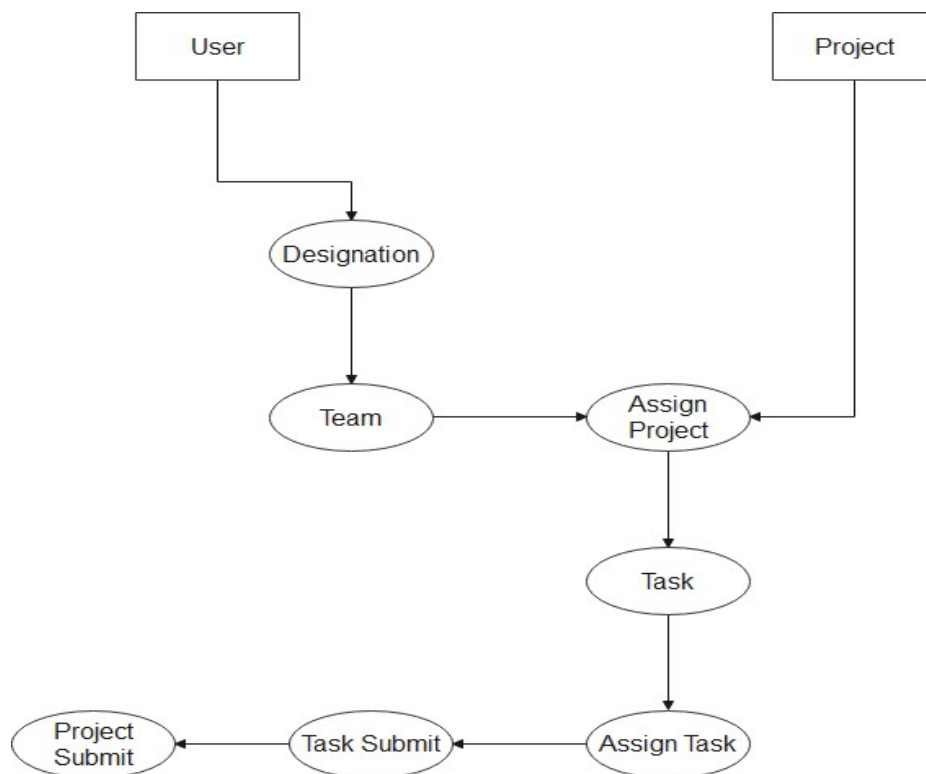 User
Project
Designation
Team
Assign
Project
Task
Project
Submit
Task Submit
Assign Task